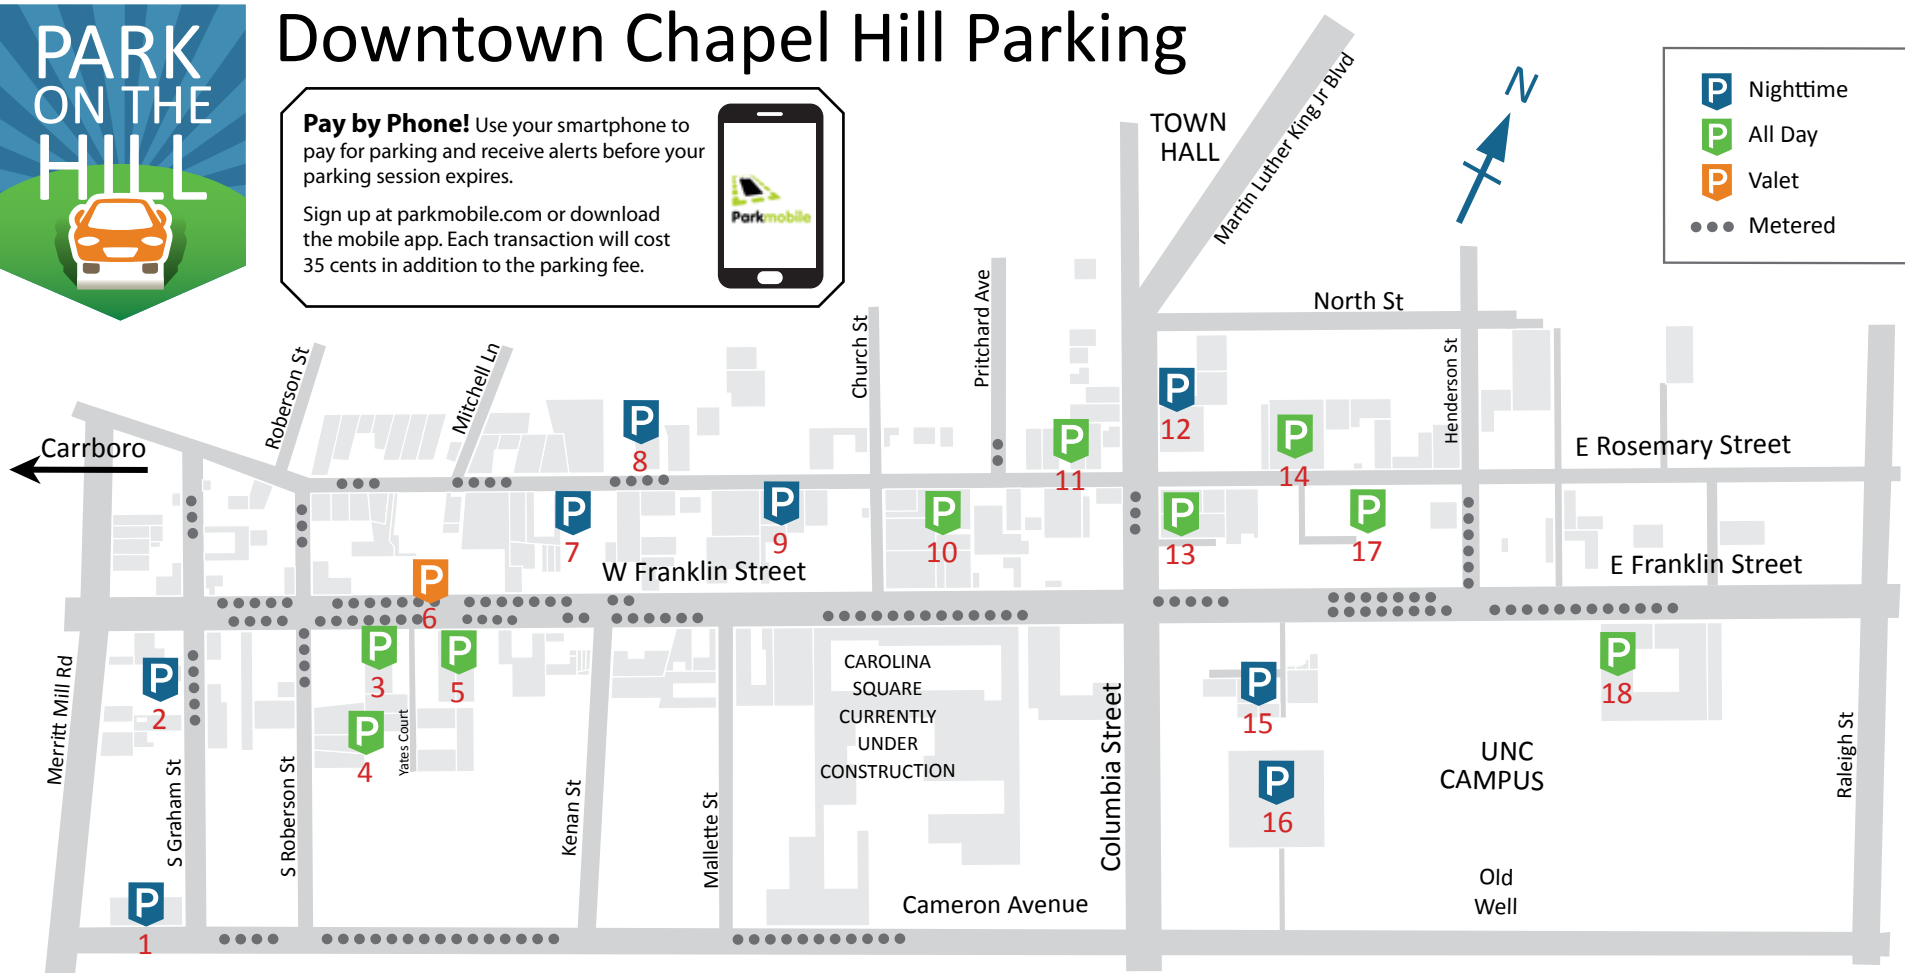 PARK
ON THE
HILL
Downtown Chapel Hill Parking
Pay by Phone! Use your smartphone to
pay for parking and receive alerts before your
parking session expires.
Sign up at parkmobile.com or download
the mobile app. Each transaction will cost
35 cents in addition to the parking fee.
Parkmobile
TOWN
HALL
Martin Luther King Jr Blvd
N
P Nighttime
P All Day
P Valet
Metered
North St
Roberson St
Mitchell Ln
Church St
Pritchard Ave
Henderson St
Carrboro
E Rosemary Street
P
8
P
11
P
12
P
14
P
7
P
9
P
10
P
13
P
17
W Franklin Street
E Franklin Street
P
6
P
2
P
3
P
5
P
4
Yates Court
CAROLINA
SQUARE
CURRENTLY
UNDER
CONSTRUCTION
P
15
P
16
P
18
UNC
CAMPUS
Merritt Mill Rd
S Graham St
S Roberson St
Kenan St
Mallette St
Columbia Street
Raleigh St
P
1
Cameron Avenue
Old
Well